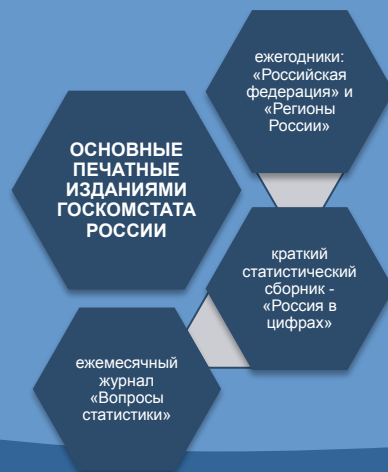 ОСНОВНЫЕ
ПЕЧАТНЫЕ
ИЗДАНИЯМИ
ГОСКОМСТАТА
РОССИИ
ежегодники:
«Российская
федерация» и
«Регионы
России»
краткий
статистический
сборник -
«Россия в
цифрах»
ежемесячный
журнал
«Вопросы
статистики»